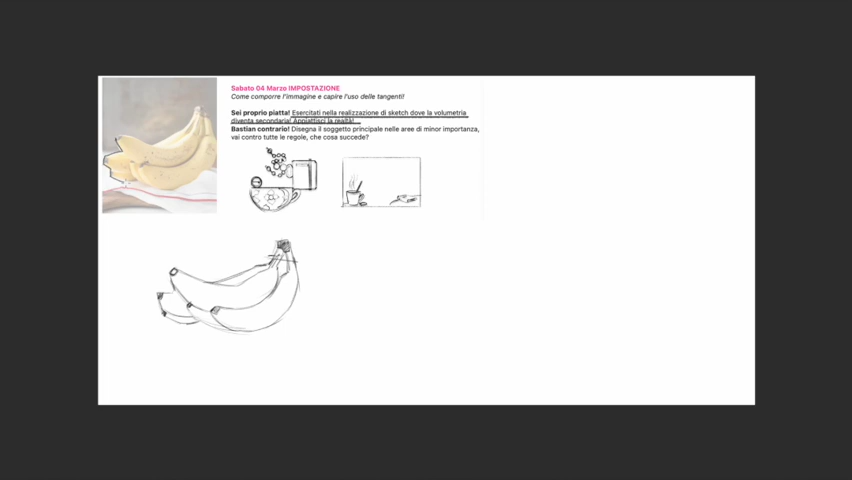 Sabato 04 Marzo IMPOSTAZIONE
Come comporre l'immagine e capire l'uso delle tangenti!
Sei proprio piatta! Esercitati nella realizzazione di sketch dove la volumetria
diventa secondaria! Appiattisci la realtà!
Bastian contrario! Disegna il soggetto principale nelle aree di minor importanza,
vai contro tutte le regole, che cosa succede?